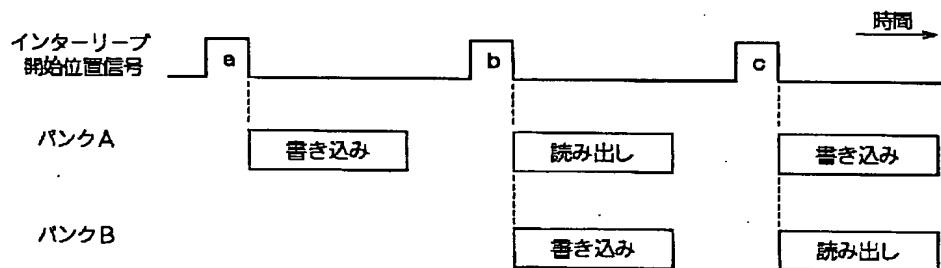 時間
インターリーブ
開始位置信号
a
b
c
バンクA
書き込み
読み出し
書き込み
バンクB
書き込み
読み出し